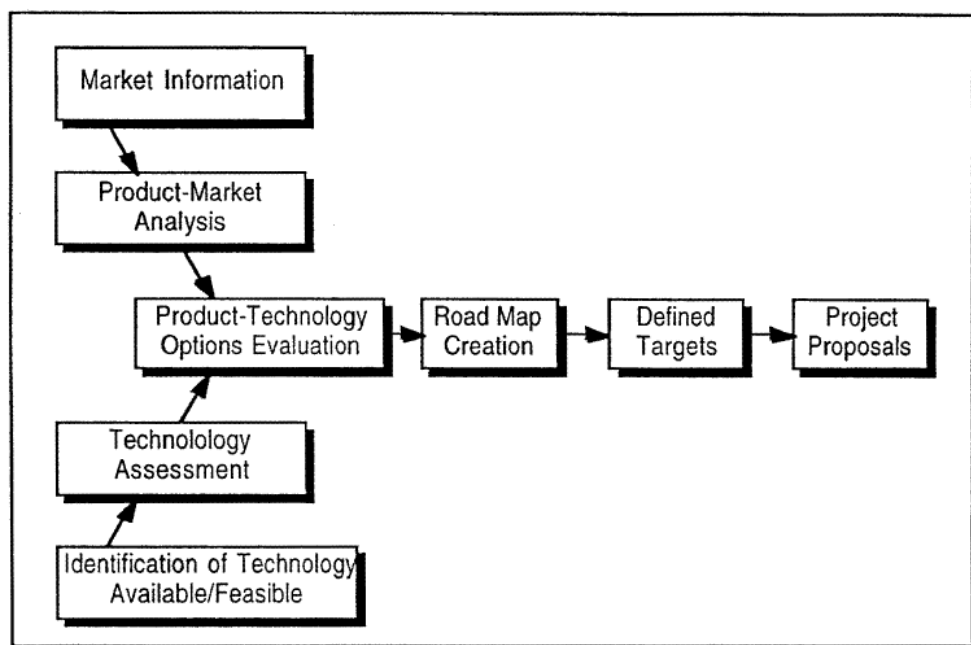 Market Information
Product-Market
Analysis
Product-Technology
Options Evaluation
Road Map
Creation
Defined
Targets
Project
Proposals
Technolology
Assessment
Identification of Technology
Available/Feasible